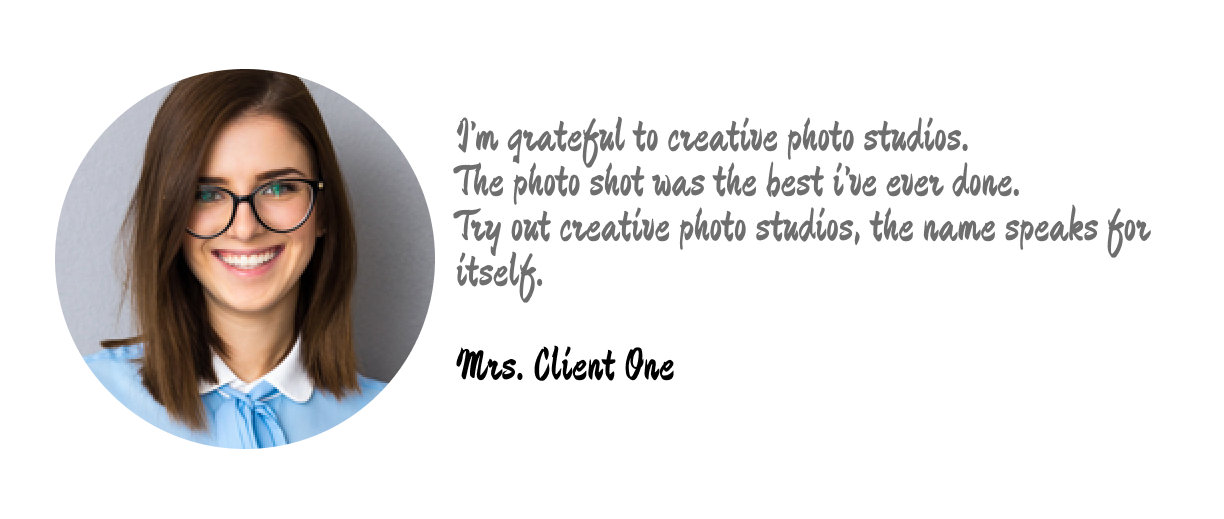 I'm grateful to creative photo studios.
The photo shot was the best i've ever done.
Try out creative photo studios, the name speaks for
itself.
Mrs. Client One